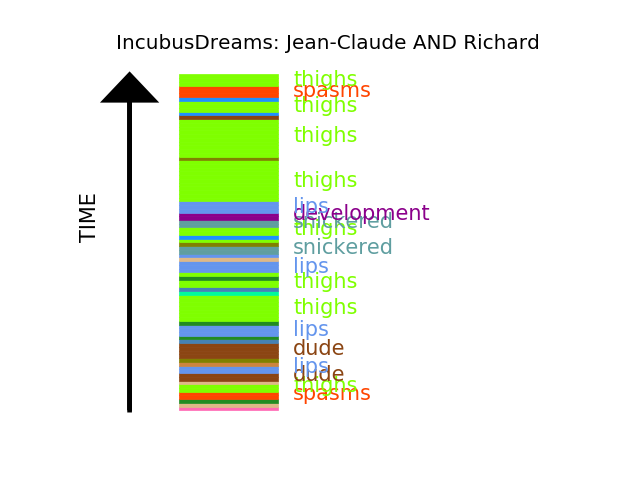 IncubusDreams: Jean-Claude AND Richard
thighs
spasms
thighs
thighs
thighs
lips
development
snickered
thighs
snickered
lips
thighs
thighs
lips
dude
lips
dude
thighs
spasms
TIME